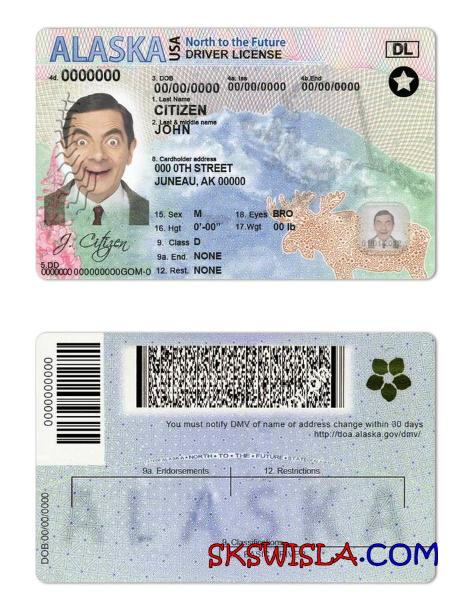 ALASKA USA North to the Future
DRIVER LICENSE
DL
4d. 0000000
3. DOB
00/00/0000
4a. Iss
00/00/0000
4b. End
00/00/0000
1. Last Name
CITIZEN
2. Last & middle name
JOHN
8. Cardholder address
000 0TH STREET
JUNEAU, AK 00000
15. Sex M
18. Eyes BRO
16. Hgt 0'-00"
17. Wgt 00 lb
9. Class D
9a. End. NONE
12. Rest. NONE
J. Citizen
5.DD
0000000 000000000GOM-0
0000000000
DOB:00/00/0000
You must notify DMV of name or address change within 30 days
- http://doa.alaska.gov/dmv/
ALASKA • NORTH • TO • THE • FUTURE • STATE
9a. Endorsements
12. Restrictions
ALASKA
9. Classifications
SKSWISLA.COM